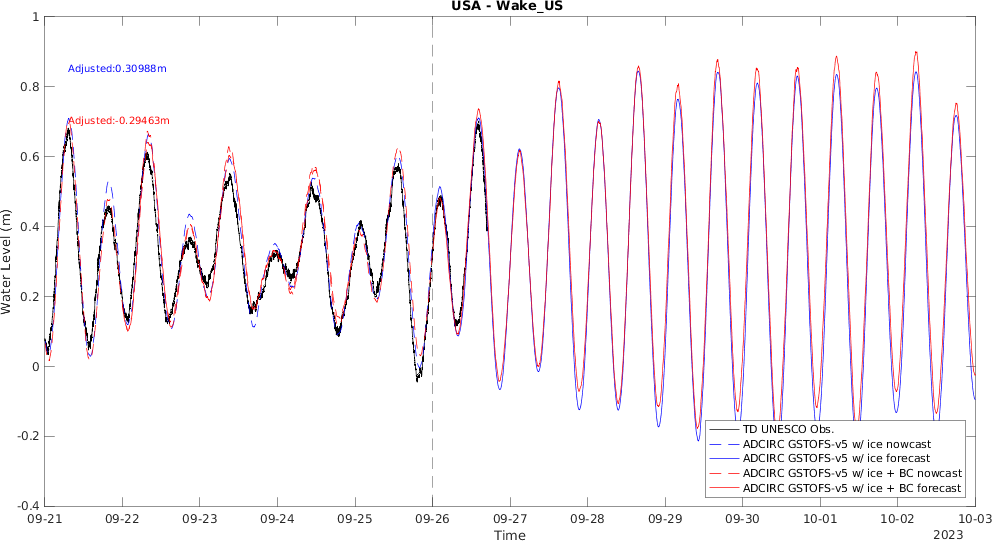 USA - Wake_US
1
0.8
0.6
0.4
0.2
0
-0.2
-0.4
Water Level (m)
Adjusted:0.30988m
Adjusted:-0.29463m
TD UNESCO Obs.
ADCIRC GSTOFS-v5 w/ ice nowcast
ADCIRC GSTOFS-v5 w/ ice forecast
ADCIRC GSTOFS-v5 w/ ice + BC nowcast
ADCIRC GSTOFS-v5 w/ ice + BC forecast
09-21 09-22 09-23 09-24 09-25 09-26 09-27 09-28 09-29 09-30 10-01 10-02 10-03
Time
2023